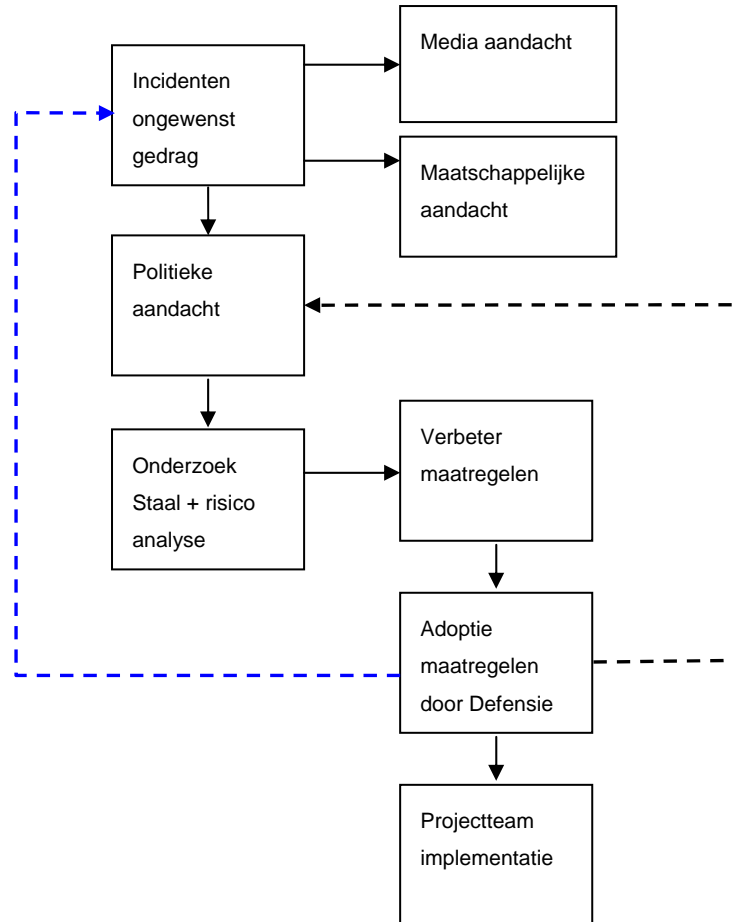 Incidenten
ongewenst
gedrag
Media aandacht
Maatschappelijke
aandacht
Politieke
aandacht
Onderzoek
Staal + risico
analyse
Verbeter
maatregelen
Adoptie
maatregelen
door Defensie
Projectteam
implementatie